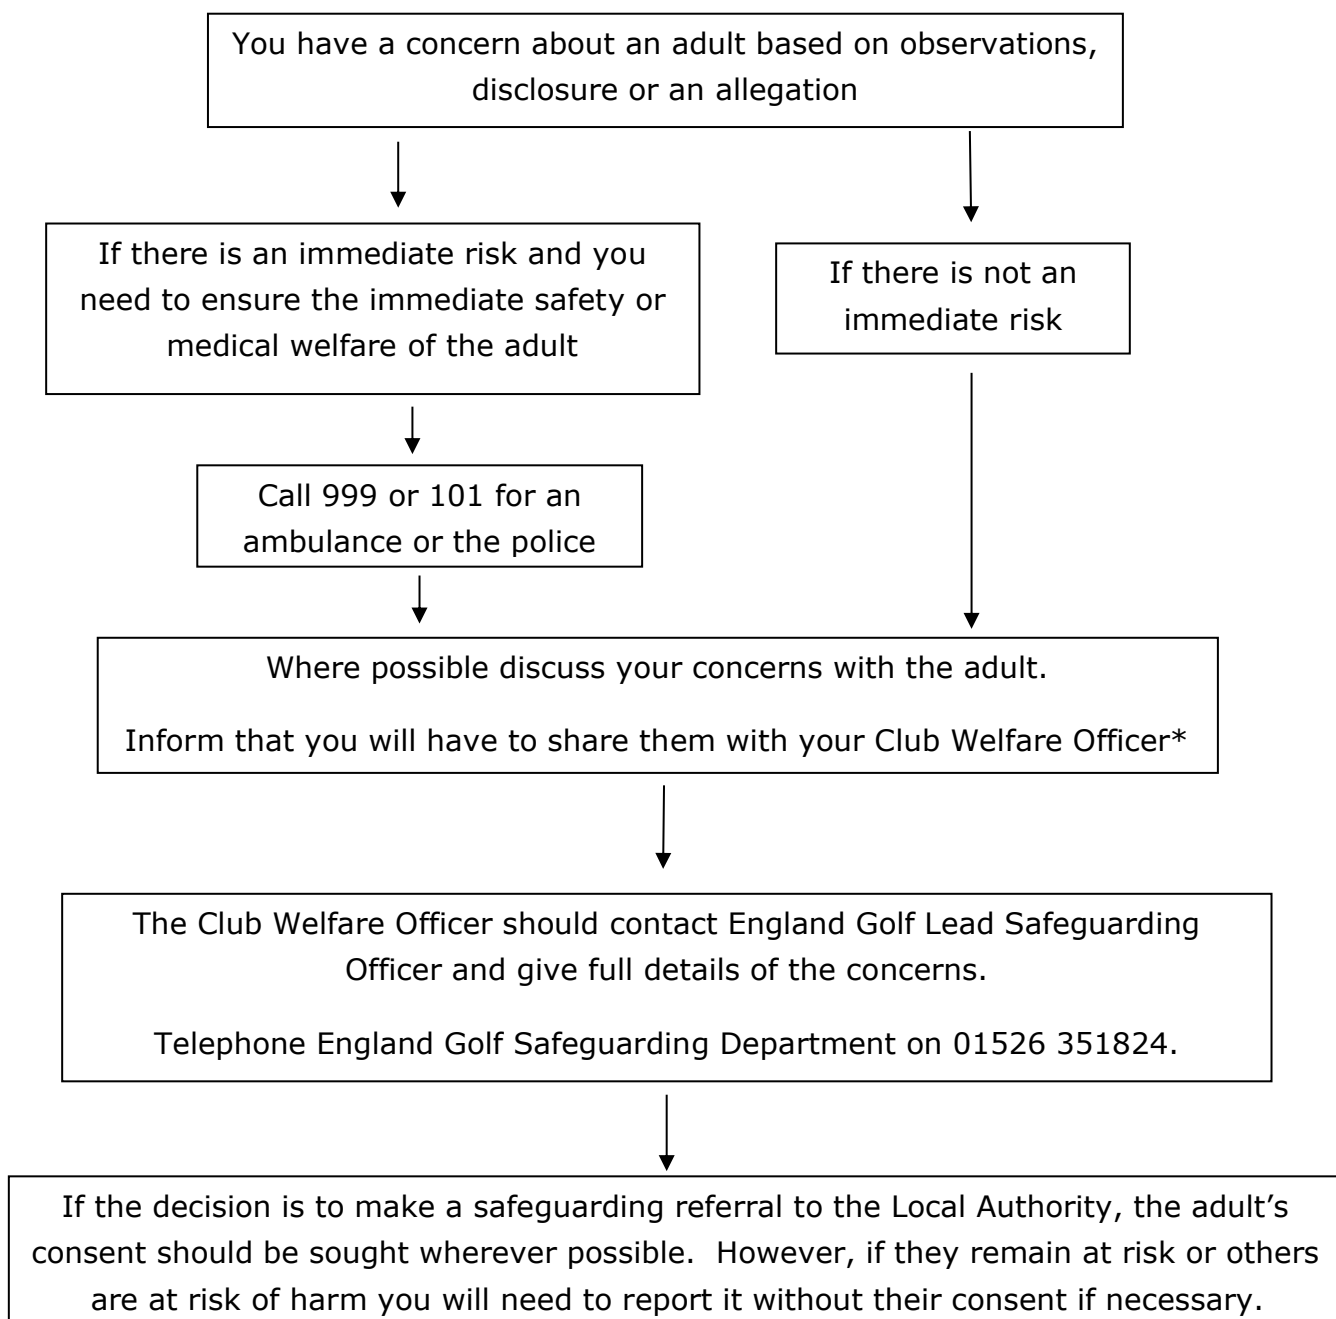 You have a concern about an adult based on observations,
disclosure or an allegation
If there is an immediate risk and you
need to ensure the immediate safety or
medical welfare of the adult
If there is not an
immediate risk
Call 999 or 101 for an
ambulance or the police
Where possible discuss your concerns with the adult.
Inform that you will have to share them with your Club Welfare Officer*
The Club Welfare Officer should contact England Golf Lead Safeguarding
Officer and give full details of the concerns.
Telephone England Golf Safeguarding Department on 01526 351824.
If the decision is to make a safeguarding referral to the Local Authority, the adult’s
consent should be sought wherever possible.  However, if they remain at risk or others
are at risk of harm you will need to report it without their consent if necessary.